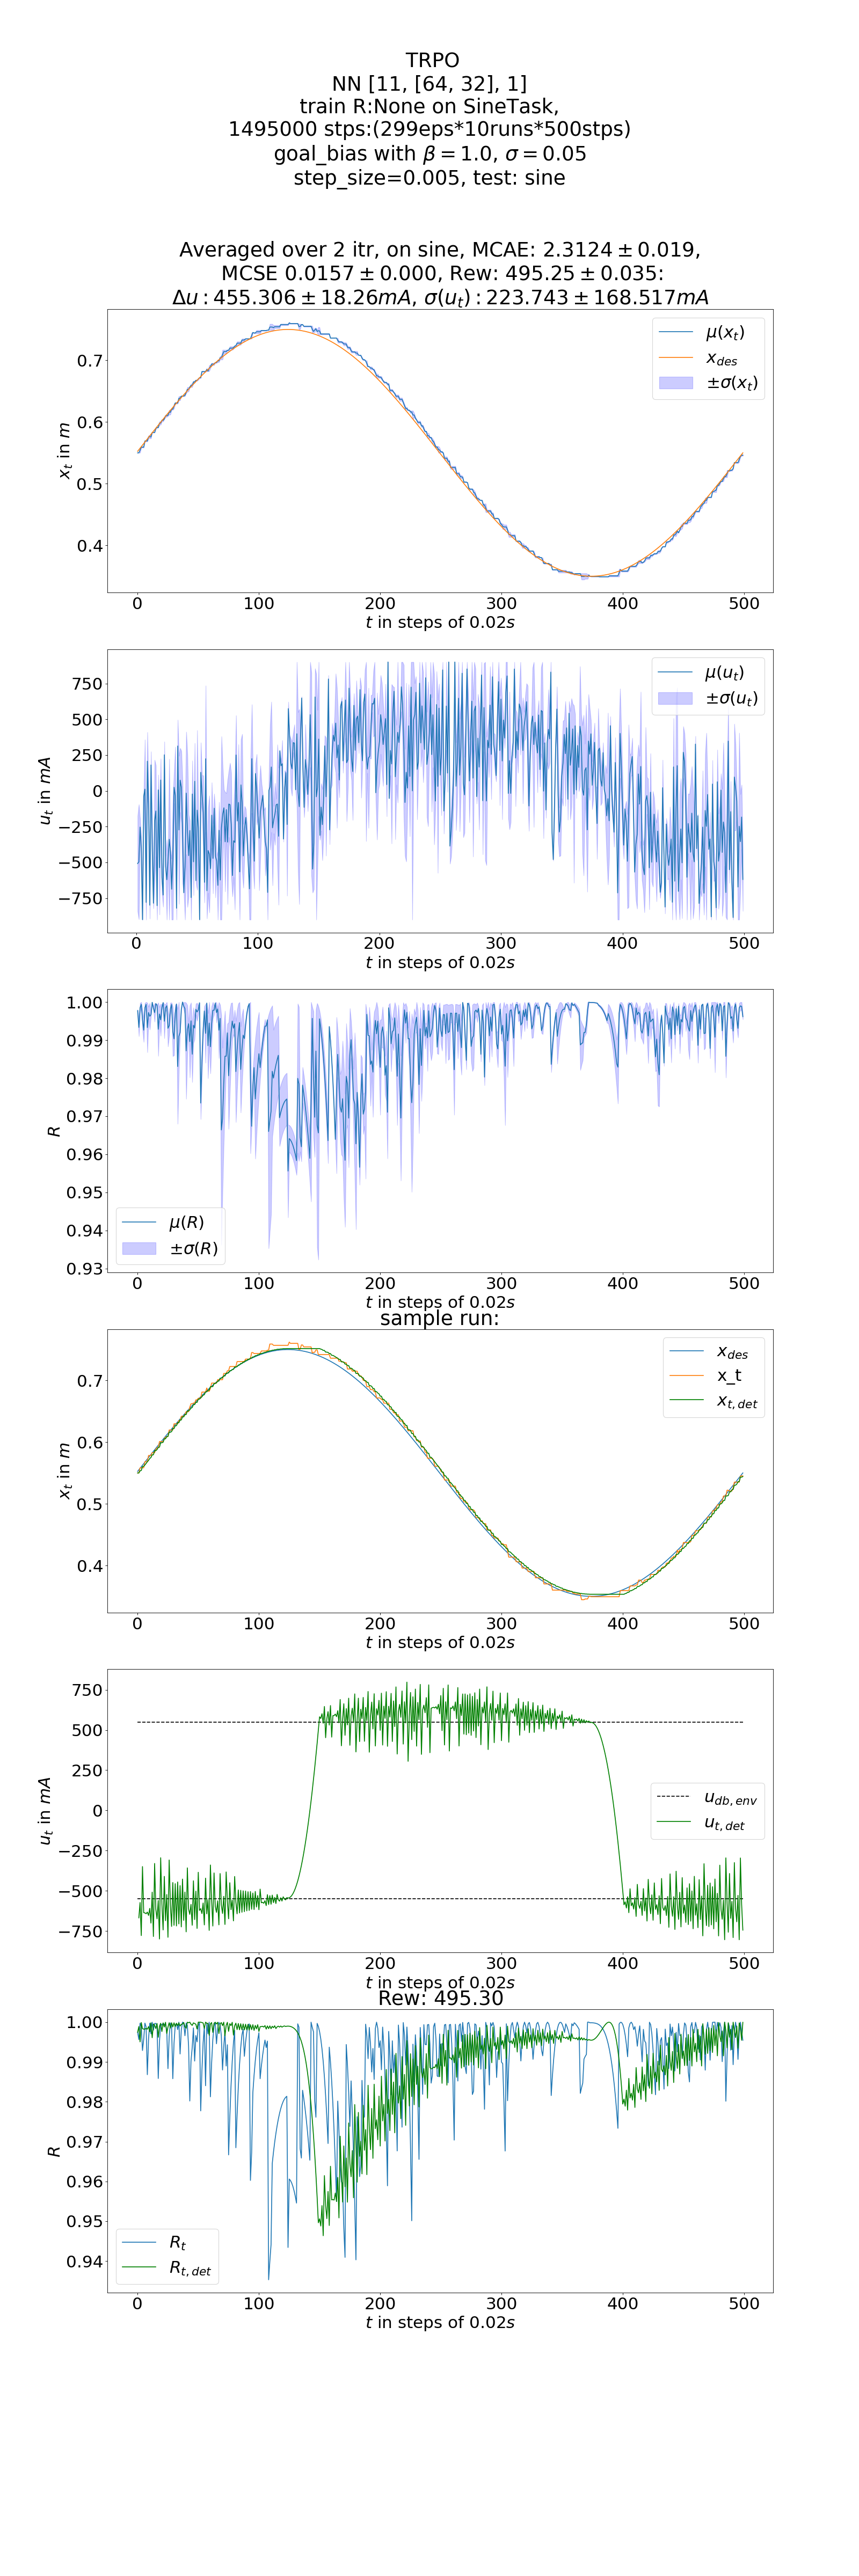 TRPO
NN [11, [64, 32], 1]
train R:None on SineTask,
1495000 stps:(299eps*10runs*500stps)
goal_bias with β = 1.0, σ = 0.05
step_size=0.005, test: sine
Averaged over 2 itr, on sine, MCAE: 2.3124 ± 0.019,
MCSE 0.0157 ± 0.000, Rew: 495.25 ± 0.035:
Δu : 455.306 ± 18.26mA, σ(u_t) : 223.743 ± 168.517mA
μ(x_t)
x_des
±σ(x_t)
0.7
0.6
0.5
0.4
x_t in m
0 100 200 300 400 500
t in steps of 0.02s
μ(u_t)
±σ(u_t)
750
500
250
0
−250
−500
−750
u_t in mA
0 100 200 300 400 500
t in steps of 0.02s
1.00
0.99
0.98
0.97
0.96
0.95
0.94
0.93
R
μ(R)
±σ(R)
0 100 200 300 400 500
t in steps of 0.02s
sample run:
x_des
x_t
x_t,det
0.7
0.6
0.5
0.4
x_t in m
0 100 200 300 400 500
t in steps of 0.02s
750
500
250
0
−250
−500
−750
u_t in mA
u_db,env
u_t,det
0 100 200 300 400 500
t in steps of 0.02s
Rew: 495.30
1.00
0.99
0.98
0.97
0.96
0.95
0.94
R
R_t
R_t,det
0 100 200 300 400 500
t in steps of 0.02s